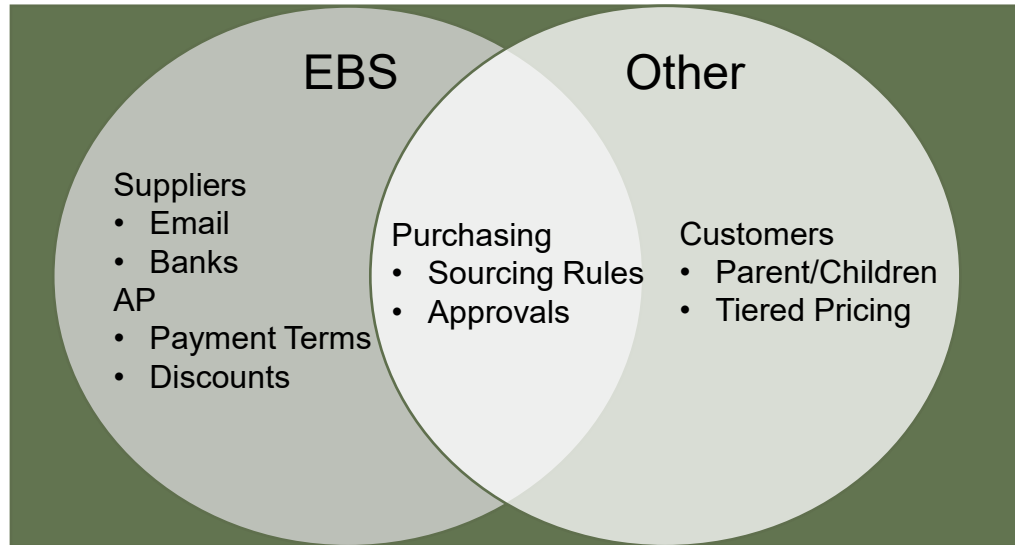 EBS
Suppliers
• Email
• Banks
AP
• Payment Terms
• Discounts
Purchasing
• Sourcing Rules
• Approvals
Other
Customers
• Parent/Children
• Tiered Pricing